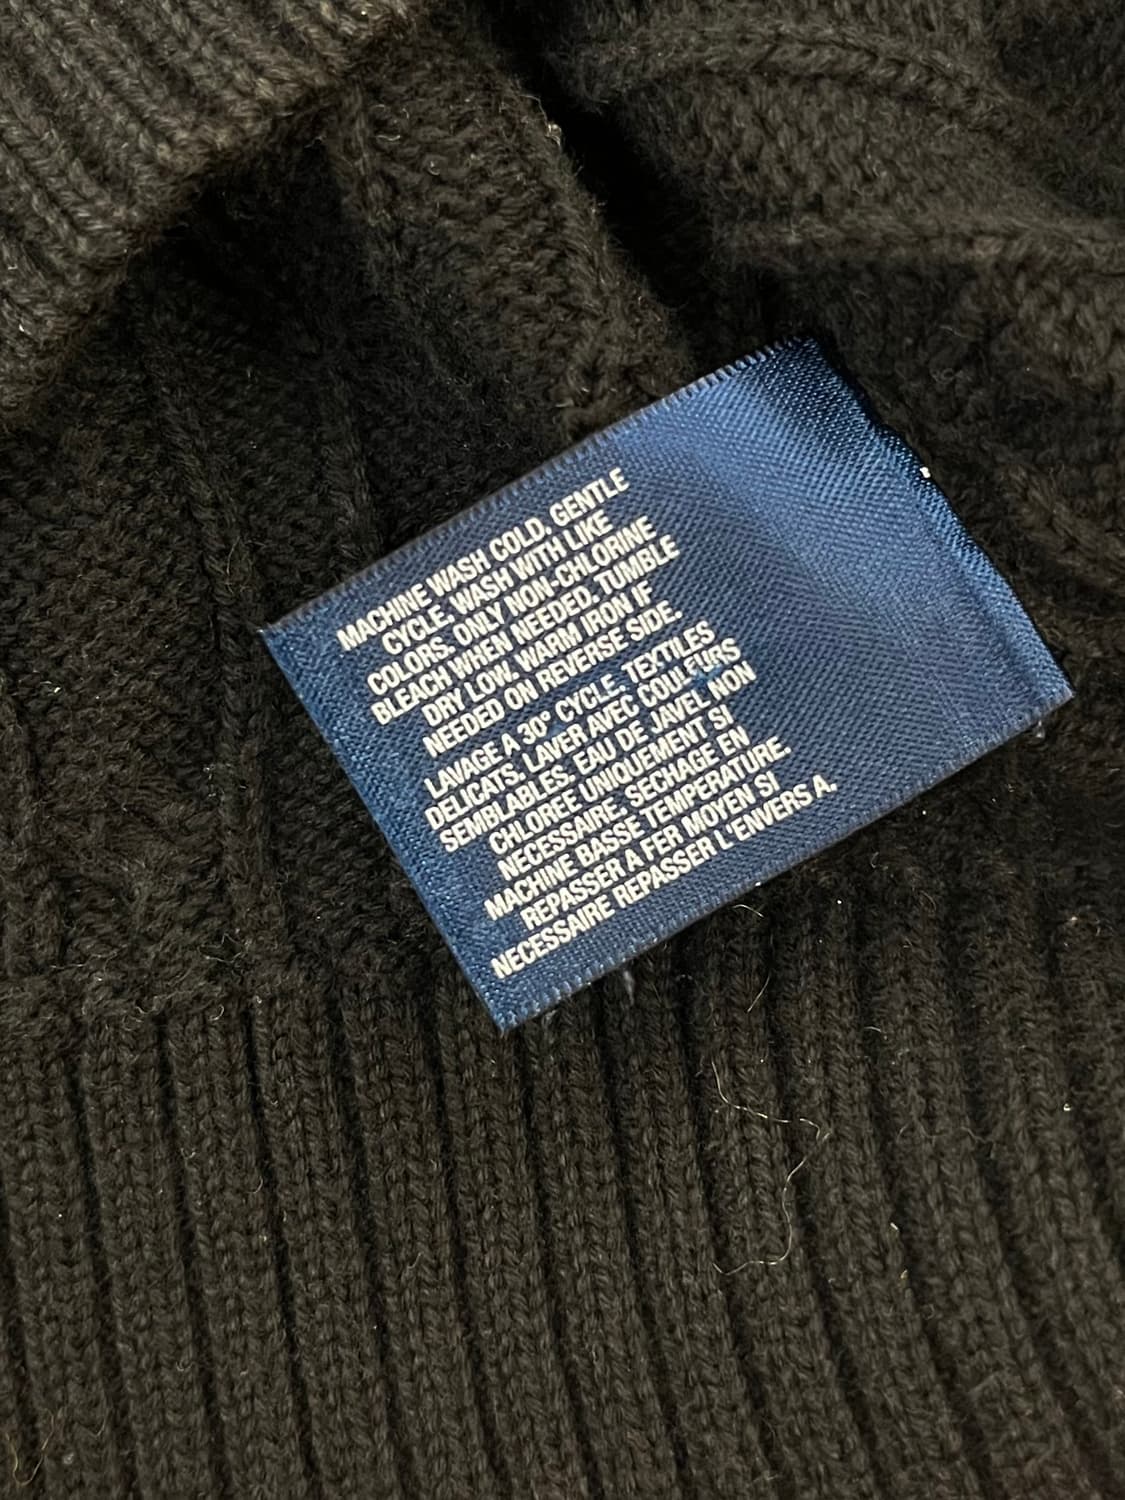 MACHINE WASH COLD. GENTLE
CYCLE. WASH WITH LIKE
COLORS. ONLY NON-CHLORINE
BLEACH WHEN NEEDED. TUMBLE
DRY LOW. WARM IRON IF
NEEDED ON REVERSE SIDE.
LAVAGE A 30° CYCLE. TEXTILES
DELICATS. LAVER AVEC COULEURS
SEMBLABLES. EAU DE JAVEL NON
CHLOREE UNIQUEMENT SI
NECESSAIRE. SECHAGE EN
MACHINE BASSE TEMPERATURE.
REPASSER A FER MOYEN SI
NECESSAIRE REPASSER L'ENVERS A.